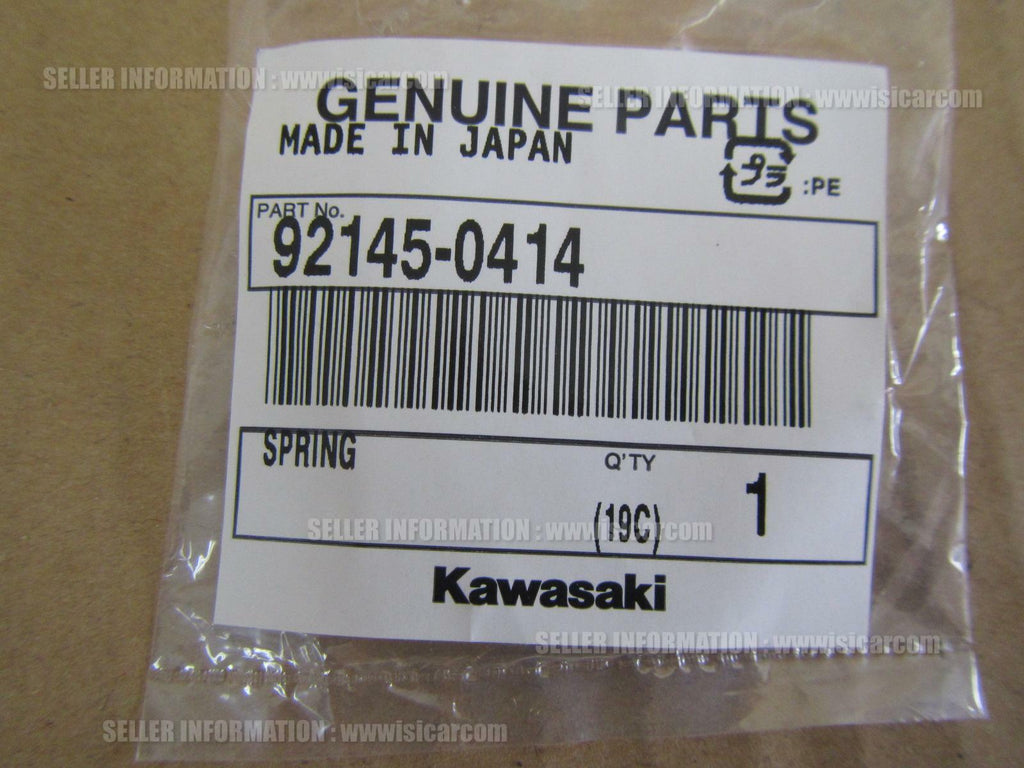 SELLER INFORMATION : wwwisicarcom
SELLER INFORMATION : wwwisicarcom
GENUINE PARTS
MADE IN JAPAN
プラ :PE
PART No.
92145-0414
SPRING Q'TY
(19C) 1
SELLER INFORMATION : wwwisicarcom
Kawasaki
SELLER INFORMATION : wwwisicarcom
SELLER INFORMATION : wwwisicarcom